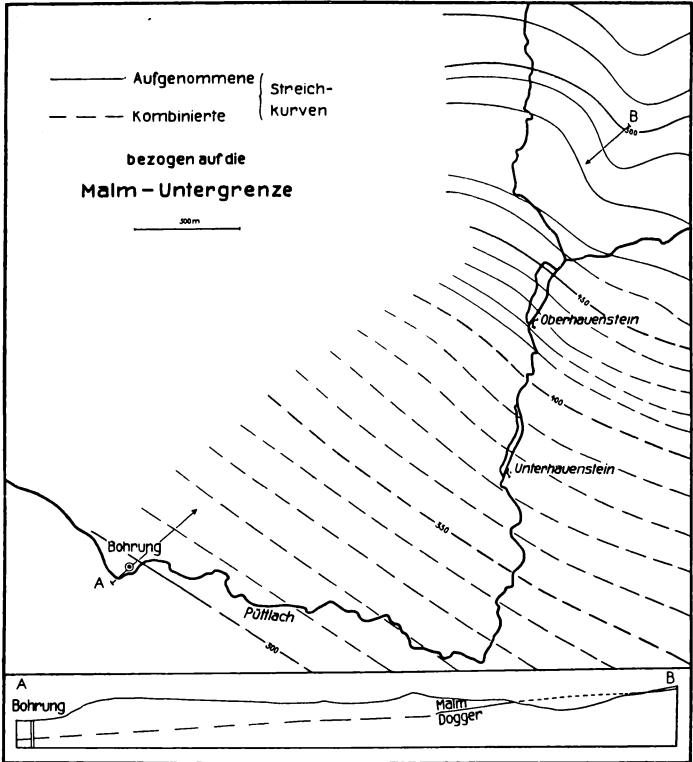 Aufgenommene
Kombinierte
Streich-
kurven
bezogen auf die
Malm-Untergrenze
500m
B
500
450
Oberhauenstein
400
Unterhauenstein
350
Bohrung
A
Püttlach
300
A
B
Bohrung
Malm
Dogger